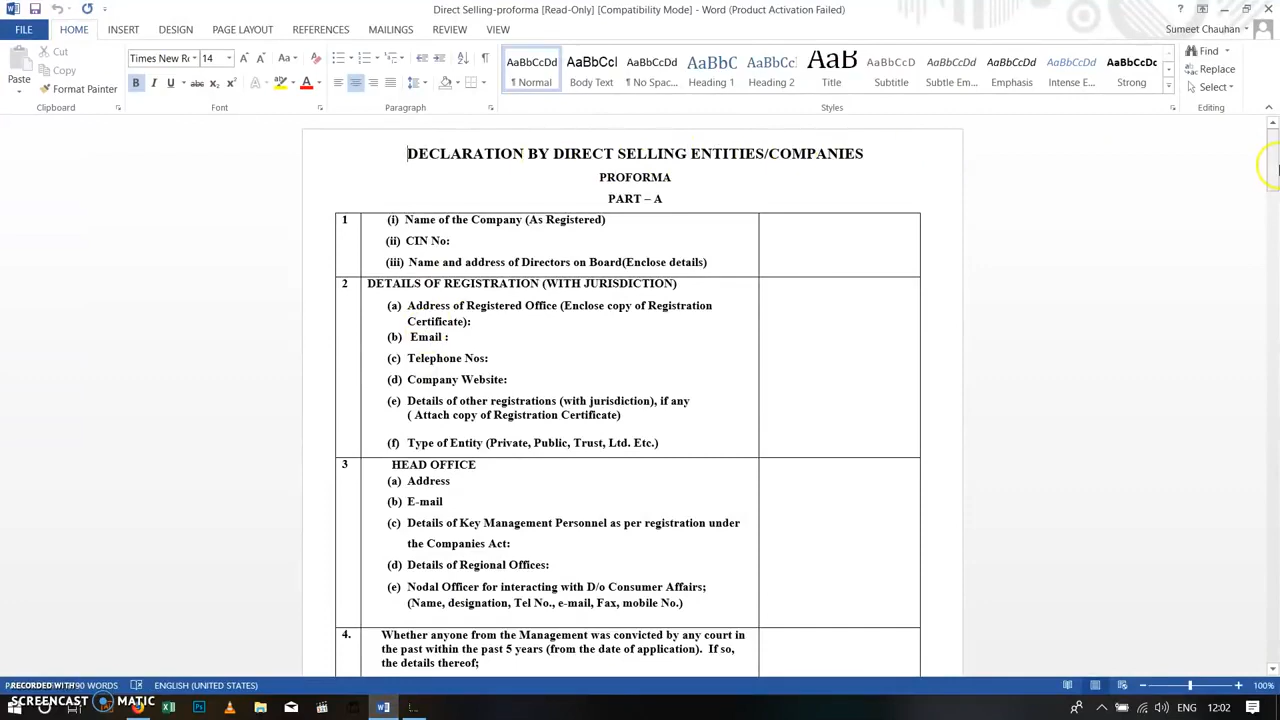 Direct Selling-proforma [Read-Only] [Compatibility Mode] - Word (Product Activation Failed)
FILE HOME INSERT DESIGN PAGE LAYOUT REFERENCES MAILINGS REVIEW VIEW Sumeet Chauhan
Paste
Cut
Copy
Format Painter
Clipboard
Times New Ro 14
Font
Paragraph
AaBbCcDd AaBbCcI AaBbCcDd AaBbC AaBbCc AaB AaBbCcD AaBbCcDd AaBbCcDd AaBbCcDd AaBbCcDc
¶ Normal Body Text ¶ No Spac... Heading 1 Heading 2 Title Subtitle Subtle Em... Emphasis Intense E... Strong
Styles
Find
Replace
Select
Editing
DECLARATION BY DIRECT SELLING ENTITIES/COMPANIES
PROFORMA
PART – A
1 (i) Name of the Company (As Registered)
(ii) CIN No:
(iii) Name and address of Directors on Board(Enclose details)
2 DETAILS OF REGISTRATION (WITH JURISDICTION)
(a) Address of Registered Office (Enclose copy of Registration
Certificate):
(b) Email :
(c) Telephone Nos:
(d) Company Website:
(e) Details of other registrations (with jurisdiction), if any
( Attach copy of Registration Certificate)
(f) Type of Entity (Private, Public, Trust, Ltd. Etc.)
3 HEAD OFFICE
(a) Address
(b) E-mail
(c) Details of Key Management Personnel as per registration under
the Companies Act:
(d) Details of Regional Offices:
(e) Nodal Officer for interacting with D/o Consumer Affairs;
(Name, designation, Tel No., e-mail, Fax, mobile No.)
4. Whether anyone from the Management was convicted by any court in
the past within the past 5 years (from the date of application). If so,
the details thereof;
WORDS ENGLISH (UNITED STATES) 100%
RECORDED WITH
SCREENCAST MATIC
ENG 12:02